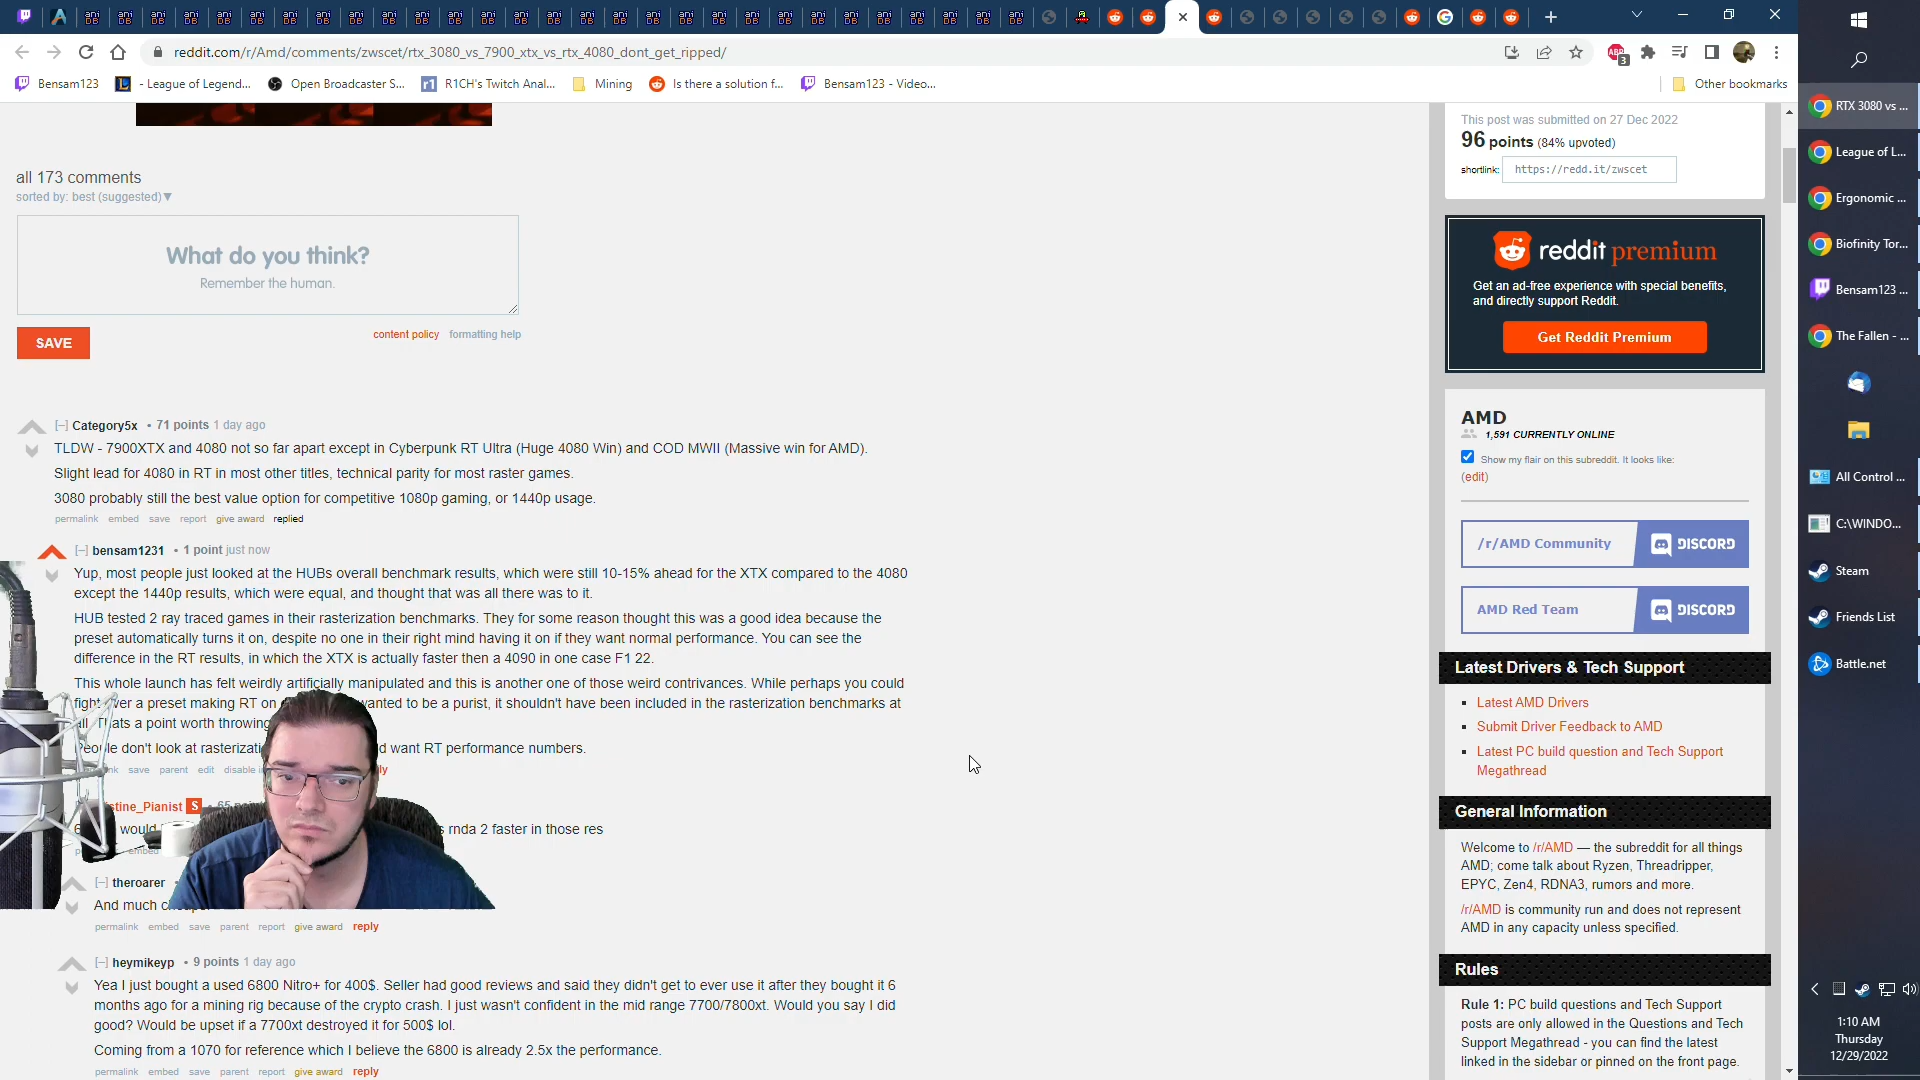 reddit.com/r/Amd/comments/zwscet/rtx_3080_vs_7900_xtx_vs_rtx_4080_dont_get_ripped/
Bensam123
- League of Legend...
Open Broadcaster S...
R1CH's Twitch Anal...
Mining
Is there a solution f...
Bensam123 - Video...
Other bookmarks
all 173 comments
sorted by: best (suggested)▼
What do you think?
Remember the human.
content policy formatting help
SAVE
[–] Category5x • 71 points 1 day ago
TLDW - 7900XTX and 4080 not so far apart except in Cyberpunk RT Ultra (Huge 4080 Win) and COD MWII (Massive win for AMD).
Slight lead for 4080 in RT in most other titles, technical parity for most raster games.
3080 probably still the best value option for competitive 1080p gaming, or 1440p usage.
permalink embed save report give award replied
[–] bensam1231 • 1 point just now
Yup, most people just looked at the HUBs overall benchmark results, which were still 10-15% ahead for the XTX compared to the 4080
except the 1440p results, which were equal, and thought that was all there was to it.
HUB tested 2 ray traced games in their rasterization benchmarks. They for some reason thought this was a good idea because the
preset automatically turns it on, despite no one in their right mind having it on if they want normal performance. You can see the
difference in the RT results, in which the XTX is actually faster then a 4090 in one case F1 22.
This whole launch has felt weirdly artificially manipulated and this is another one of those weird contrivances. While perhaps you could
fight over a preset making RT on wanted to be a purist, it shouldn't have been included in the rasterization benchmarks at
all. Thats a point worth throwing
People don't look at rasterizati want RT performance numbers.
save parent edit disable
stine_Pianist S • 65
would rnda 2 faster in those res
embed
[–] theroarer
And much
permalink embed save parent report give award reply
[–] heymikeyp • 9 points 1 day ago
Yea I just bought a used 6800 Nitro+ for 400$. Seller had good reviews and said they didn't get to ever use it after they bought it 6
months ago for a mining rig because of the crypto crash. I just wasn't confident in the mid range 7700/7800xt. Would you say I did
good? Would be upset if a 7700xt destroyed it for 500$ lol.
Coming from a 1070 for reference which I believe the 6800 is already 2.5x the performance.
permalink embed save parent report give award reply
This post was submitted on 27 Dec 2022
96 points (84% upvoted)
shortlink: https://redd.it/zwscet
reddit premium
Get an ad-free experience with special benefits,
and directly support Reddit.
Get Reddit Premium
AMD
1,591 CURRENTLY ONLINE
Show my flair on this subreddit. It looks like:
(edit)
/r/AMD Community DISCORD
AMD Red Team DISCORD
Latest Drivers & Tech Support
Latest AMD Drivers
Submit Driver Feedback to AMD
Latest PC build question and Tech Support
Megathread
General Information
Welcome to /r/AMD — the subreddit for all things
AMD; come talk about Ryzen, Threadripper,
EPYC, Zen4, RDNA3, rumors and more.
/r/AMD is community run and does not represent
AMD in any capacity unless specified.
Rules
Rule 1: PC build questions and Tech Support
posts are only allowed in the Questions and Tech
Support Megathread - you can find the latest
linked in the sidebar or pinned on the front page.
RTX 3080 vs ...
League of L...
Ergonomic ...
Biofinity Tor...
Bensam123 ...
The Fallen - ...
All Control ...
C:\WINDO...
Steam
Friends List
Battle.net
1:10 AM
Thursday
12/29/2022